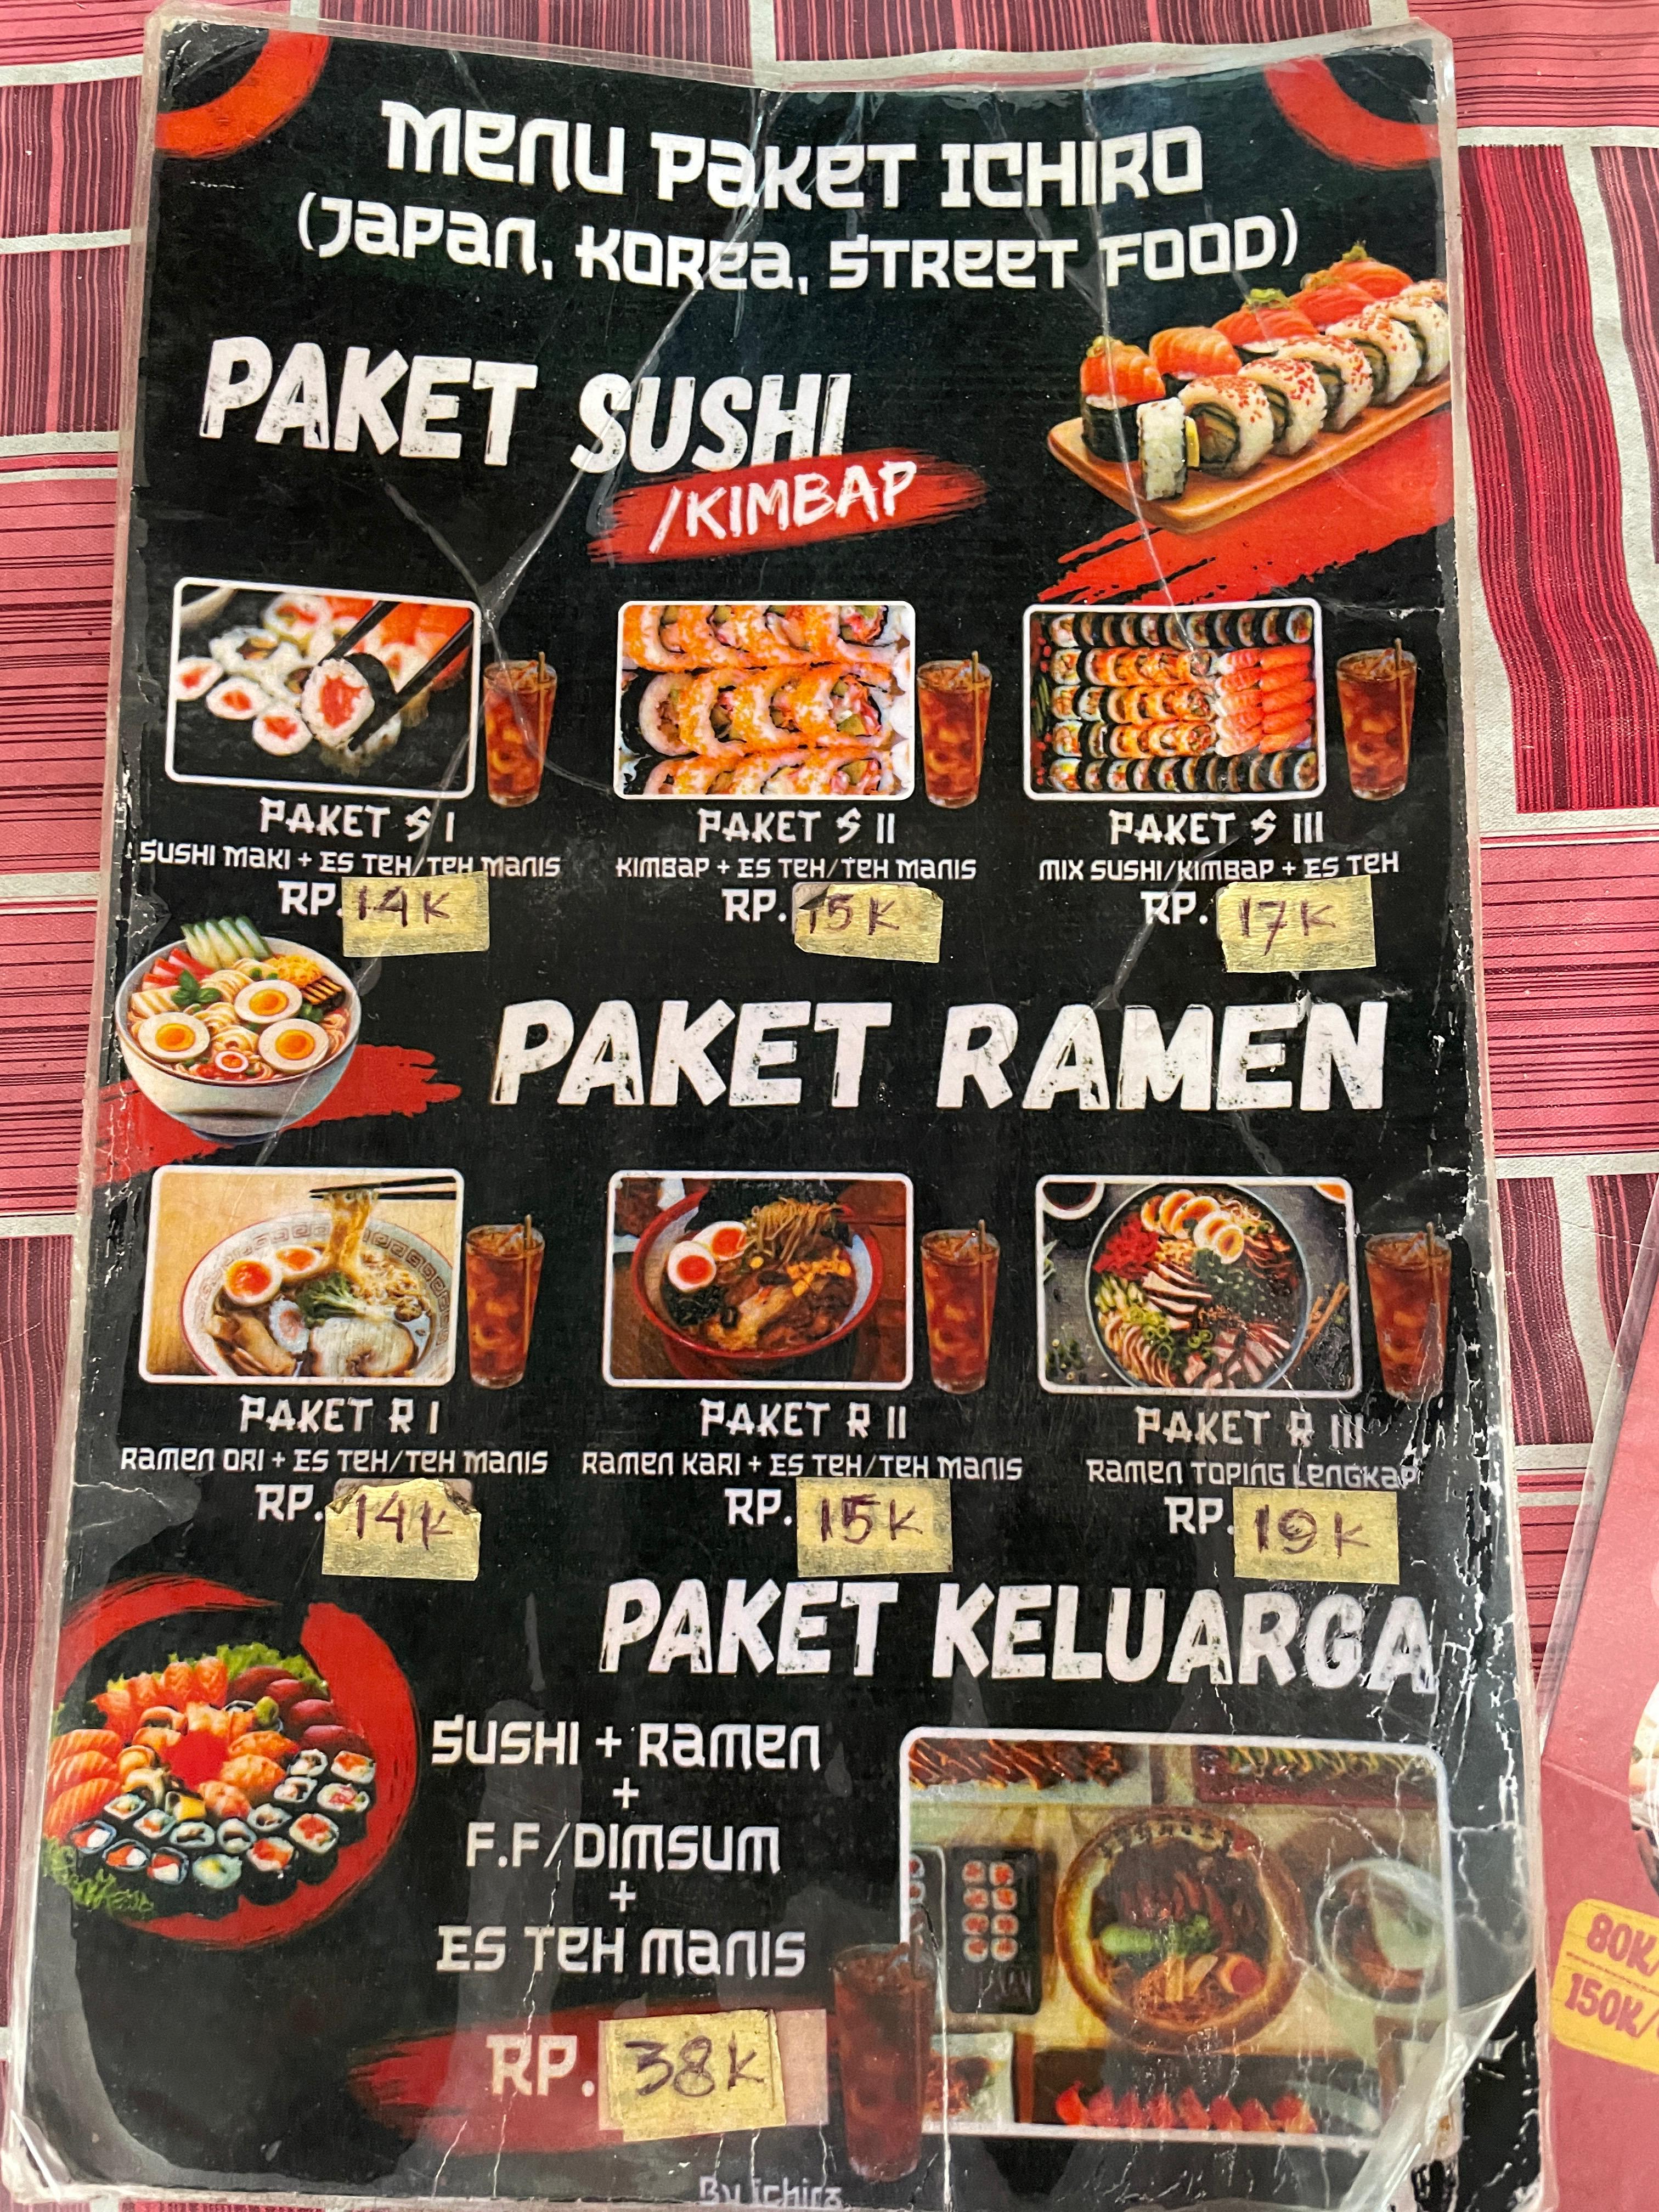 MENU PAKET ICHIRO
(JAPAN, KOREA, STREET FOOD)
PAKET SUSHI
/KIMBAP
PAKET S I
SUSHI MAKI + ES TEH/TEH MANIS
RP. 14K
PAKET S II
KIMBAP + ES TEH/TEH MANIS
RP. 15K
PAKET S III
MIX SUSHI/KIMBAP + ES TEH
RP. 17K
PAKET RAMEN
PAKET R I
RAMEN ORI + ES TEH/TEH MANIS
RP. 14K
PAKET R II
RAMEN KARI + ES TEH/TEH MANIS
RP. 15K
PAKET R III
RAMEN TOPING LENGKAP
RP. 19K
PAKET KELUARGA
SUSHI + RAMEN
+
F.F/DIMSUM
+
ES TEH MANIS
RP. 38K
By ichiro
80K/
150K/